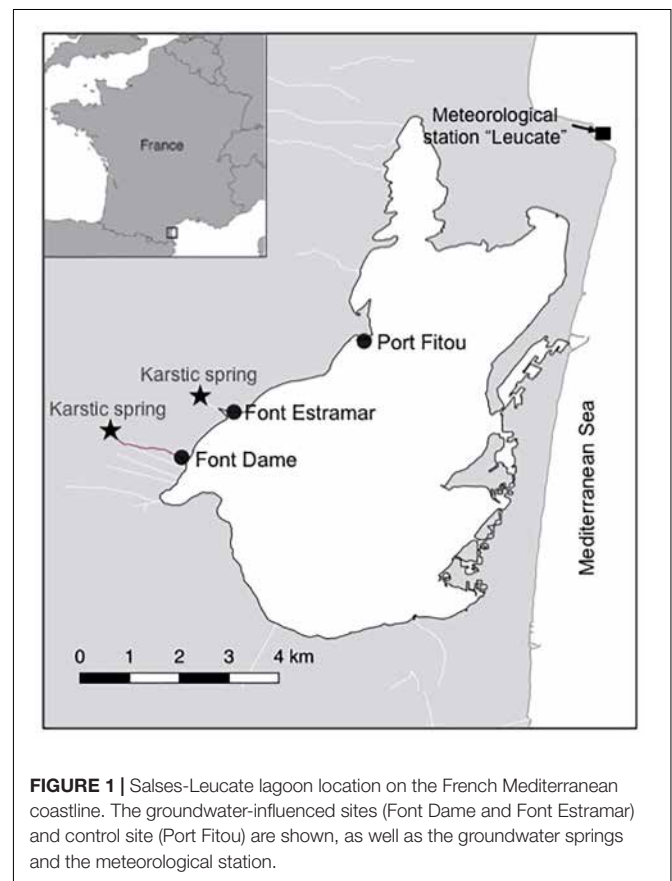 France
Meteorological
station "Leucate"
Port Fitou
Karstic spring
Font Estramar
Karstic spring
Font Dame
Mediterranean Sea
0 1 2 3 4 km
FIGURE 1 | Salses-Leucate lagoon location on the French Mediterranean
coastline. The groundwater-influenced sites (Font Dame and Font Estramar)
and control site (Port Fitou) are shown, as well as the groundwater springs
and the meteorological station.